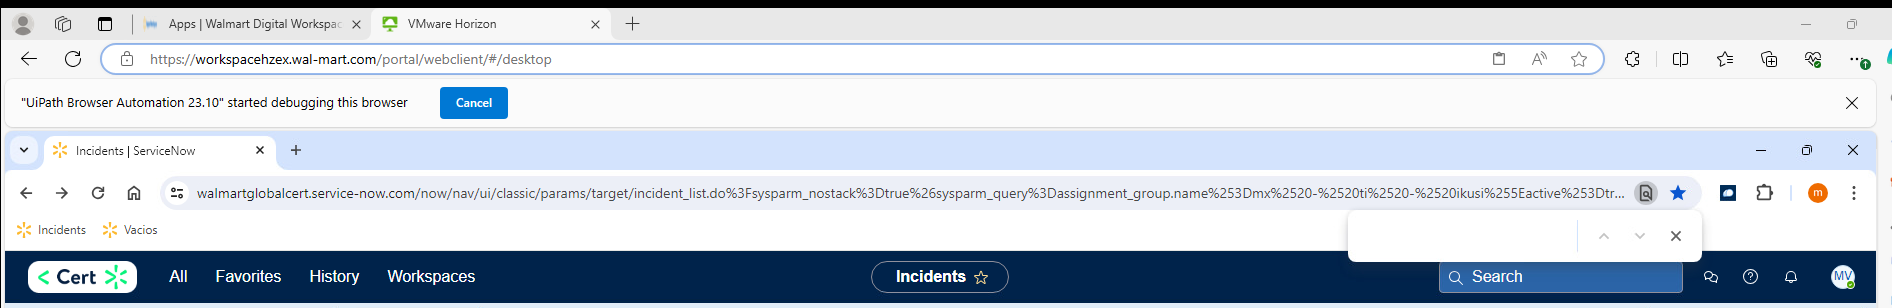 Apps | Walmart Digital Workspac
VMware Horizon
https://workspacehzex.wal-mart.com/portal/webclient/#/desktop
"UiPath Browser Automation 23.10" started debugging this browser
Cancel
Incidents | ServiceNow
walmartglobalcert.service-now.com/now/nav/ui/classic/params/target/incident_list.do%3Fsysparm_nostack%3Dtrue%26sysparm_query%3Dassignment_group.name%253Dmx%2520-%2520ti%2520-%2520ikusi%255Eactive%253Dtr...
m
Incidents
Vacios
Cert
All
Favorites
History
Workspaces
Incidents
Search
MV